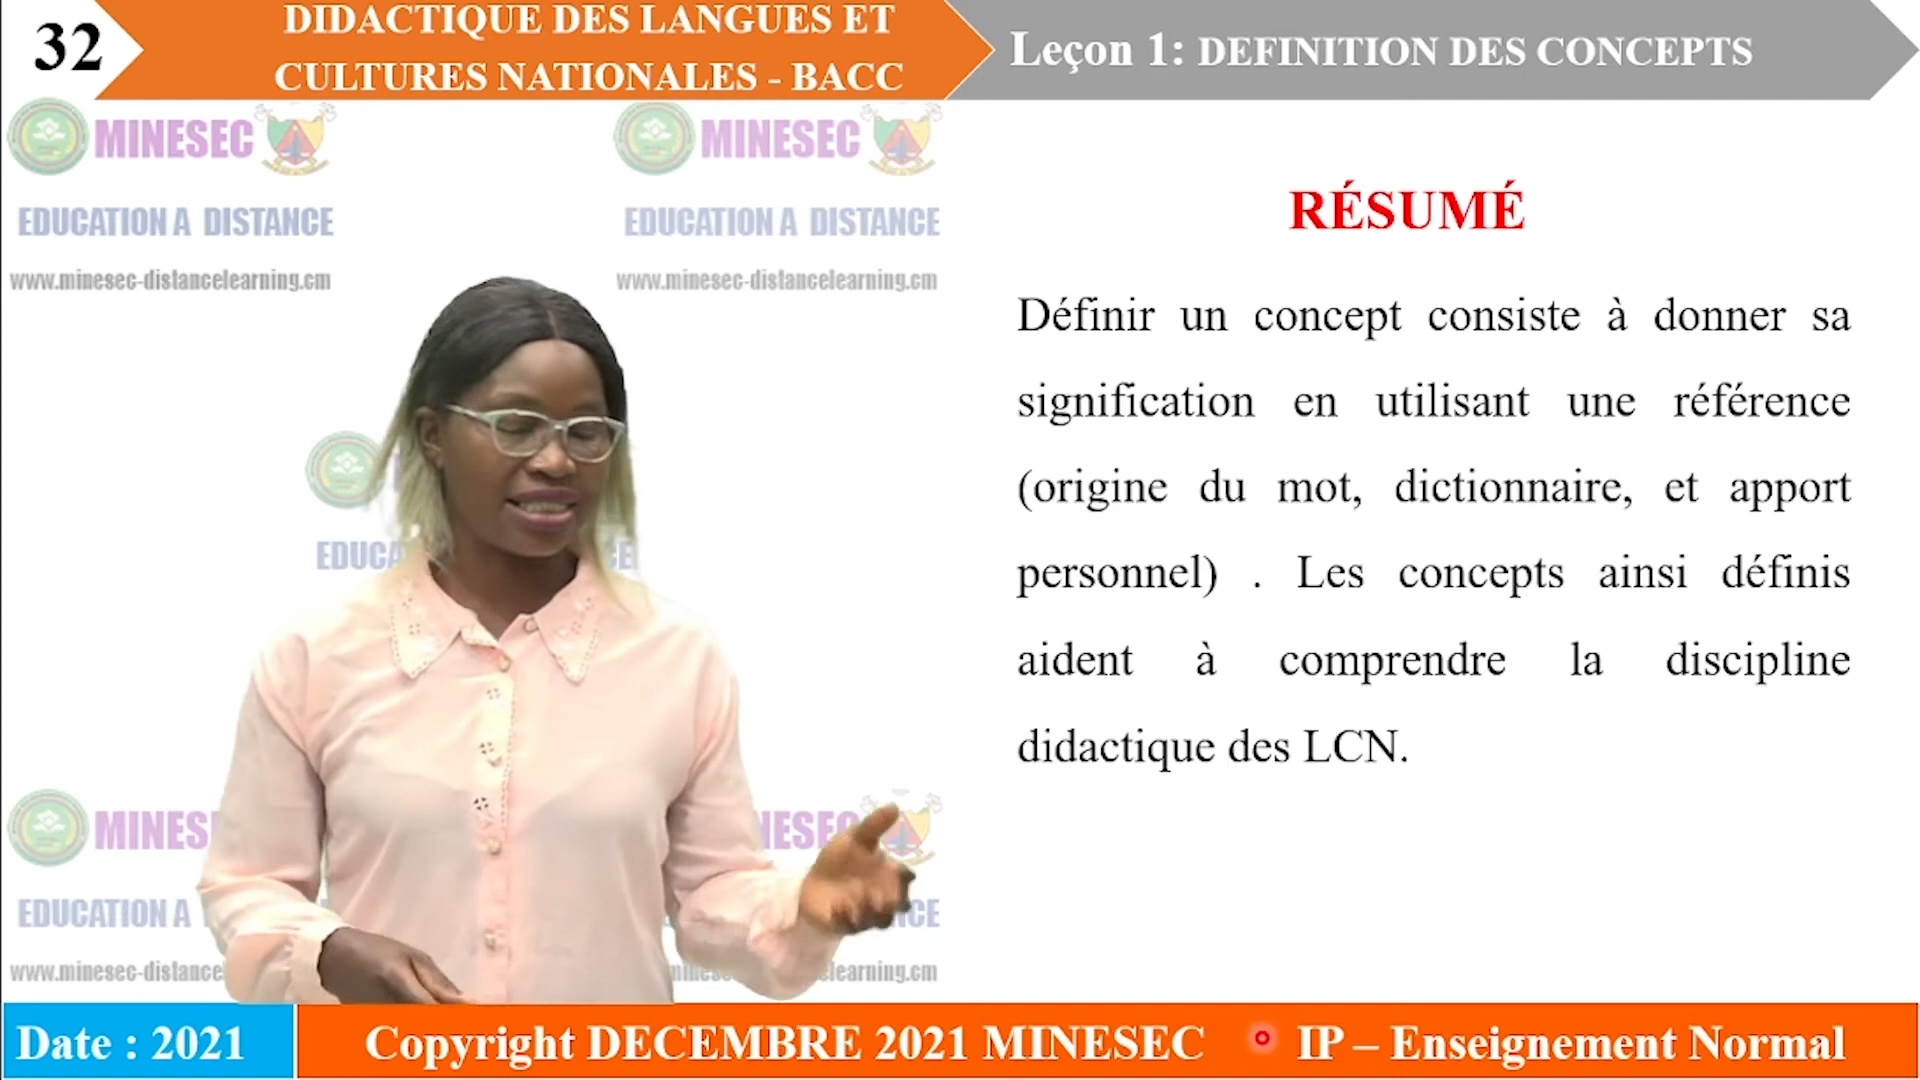 32
DIDACTIQUE DES LANGUES ET
CULTURES NATIONALES - BACC
Leçon 1: DEFINITION DES CONCEPTS
MINESEC
MINESEC
EDUCATION A DISTANCE
EDUCATION A DISTANCE
www.minesec-distancelearning.cm
www.minesec-distancelearning.cm
RÉSUMÉ
Définir un concept consiste à donner sa
signification en utilisant une référence
(origine du mot, dictionnaire, et apport
personnel) . Les concepts ainsi définis
aident à comprendre la discipline
didactique des LCN.
Date : 2021
Copyright DECEMBRE 2021 MINESEC
IP – Enseignement Normal